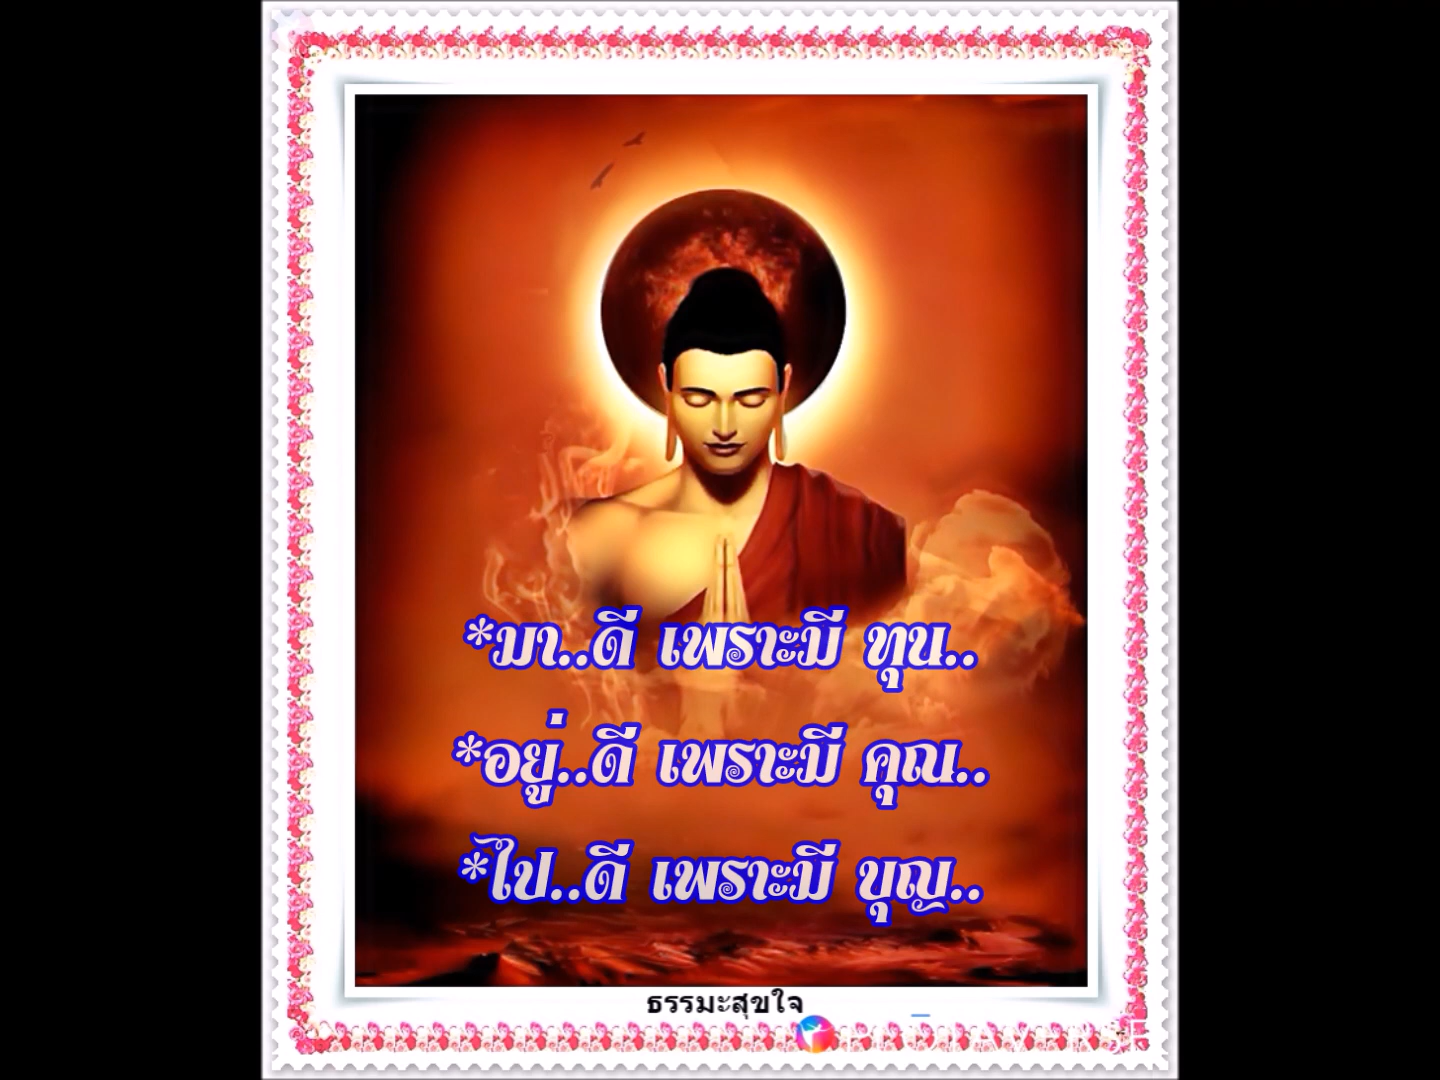 *มา..ดี เพราะมี ทุน..
*อยู่..ดี เพราะมี คุณ..
*ไป..ดี เพราะมี บุญ..
ธรรมะสุขใจ